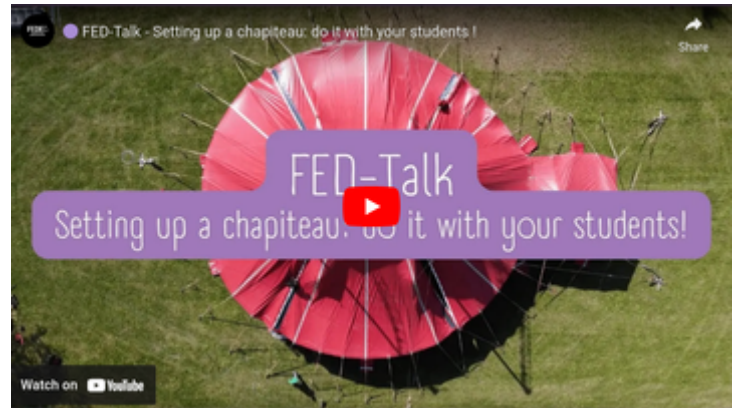 FED-Talk - Setting up a chapiteau: do it with your students !
Share
FED-Talk
Setting up a chapiteau: do it with your students!
Watch on YouTube